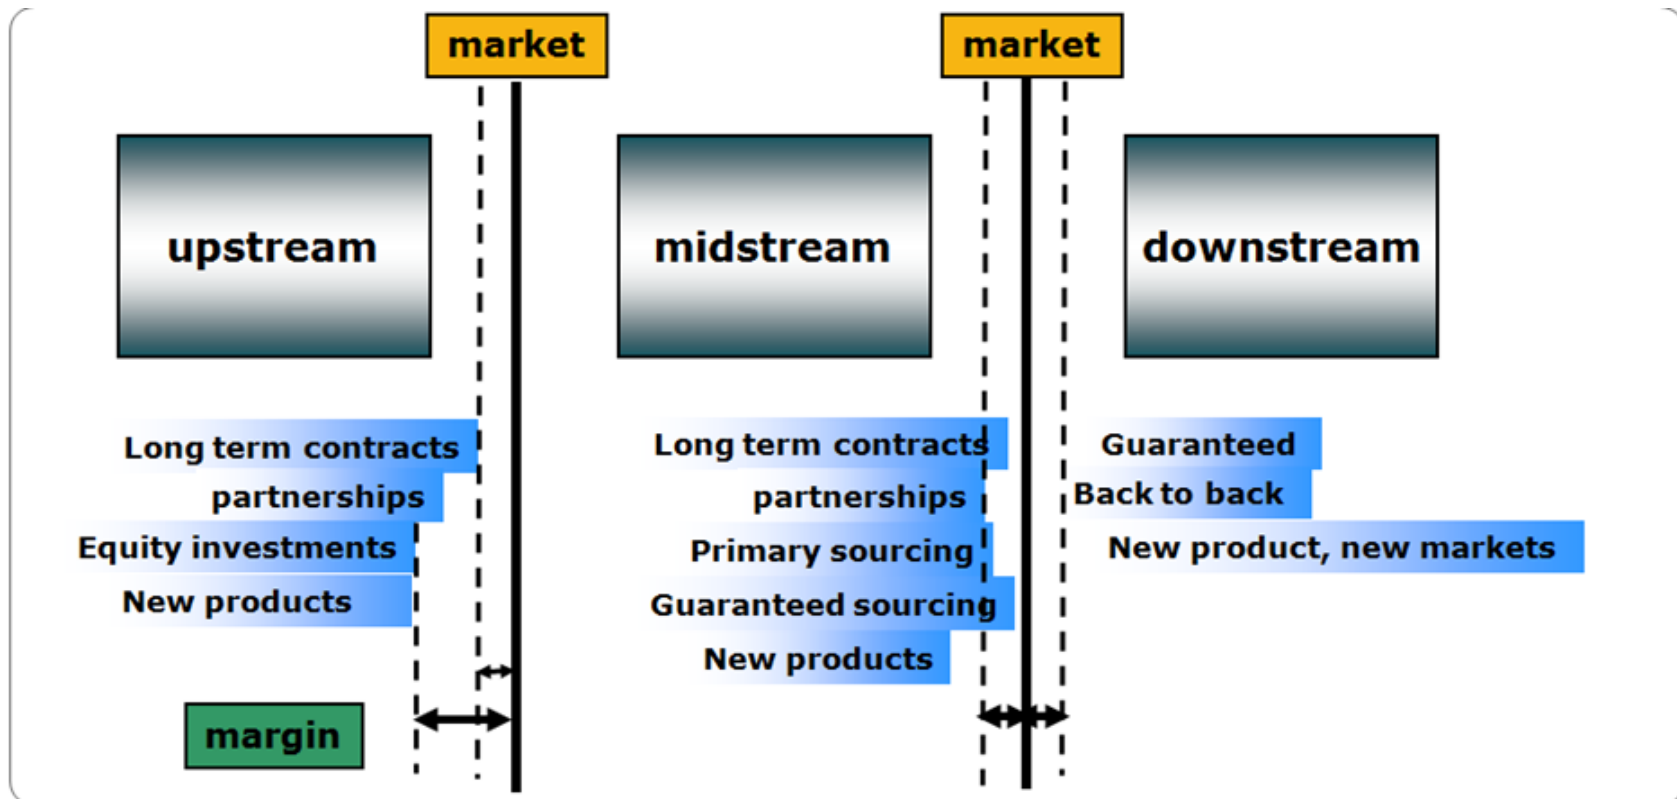 market
market
upstream
midstream
downstream
Long term contracts
partnerships
Equity investments
New products
Long term contracts
partnerships
Primary sourcing
Guaranteed sourcing
New products
Guaranteed
Back to back
New product, new markets
margin